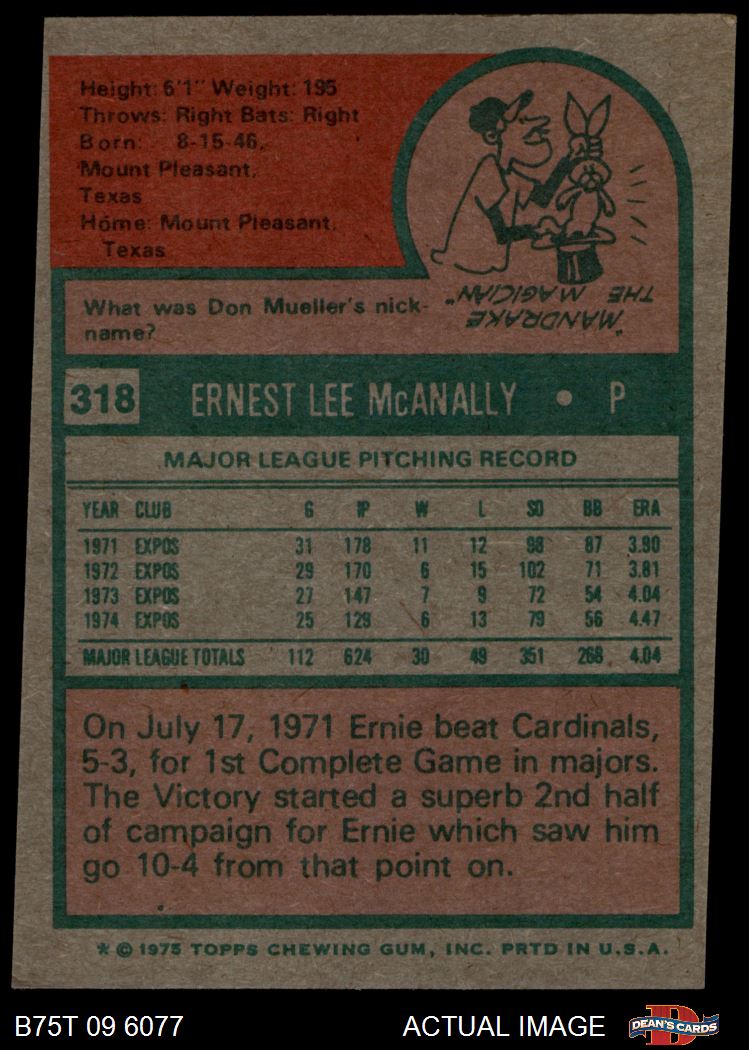 Height: 6'1" Weight: 195
Throws: Right Bats: Right
Born: 8-15-46,
Mount Pleasant,
Texas
Home: Mount Pleasant,
Texas
What was Don Mueller's nick-
name?
"MANDRAKE
THE MAGICIAN"
318 ERNEST LEE McANALLY • P
MAJOR LEAGUE PITCHING RECORD
YEAR CLUB G IP W L SO BB ERA
1971 EXPOS 31 178 11 12 98 87 3.90
1972 EXPOS 29 170 6 15 102 71 3.81
1973 EXPOS 27 147 7 9 72 54 4.04
1974 EXPOS 25 129 6 13 79 56 4.47
MAJOR LEAGUE TOTALS 112 624 30 49 351 268 4.04
On July 17, 1971 Ernie beat Cardinals,
5-3, for 1st Complete Game in majors.
The Victory started a superb 2nd half
of campaign for Ernie which saw him
go 10-4 from that point on.
* © 1975 TOPPS CHEWING GUM, INC. PRTD IN U.S.A.
B75T 09 6077 ACTUAL IMAGE DEAN'S CARDS